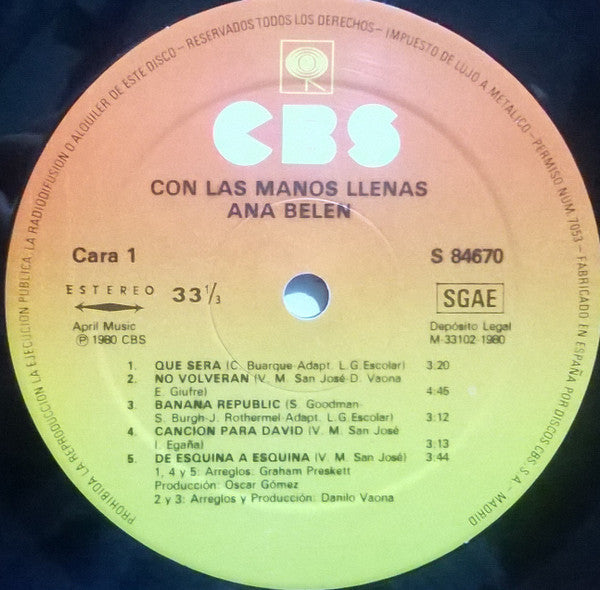 PROHIBIDA LA REPRODUCCION LA EJECUCION PUBLICA, LA RADIODIFUSION O ALQUILER DE ESTE DISCO – RESERVADOS TODOS LOS DERECHOS – IMPUESTO DE LUJO A METALICO – PERMISO NUM. 7053 – FABRICADO EN ESPAÑA POR DISCOS CBS S.A. – MADRID
CBS
CON LAS MANOS LLENAS
ANA BELEN
Cara 1
S 84670
ESTEREO 33 1/3
SGAE
April Music
Ⓟ 1980 CBS
Depósito Legal
M-33102-1980
1. QUE SERA (C. Buarque-Adapt. L.G. Escolar) 3:20
2. NO VOLVERAN (V. M. San José-D. Vaona
E. Giufre) 4:45
3. BANANA REPUBLIC (S. Goodman-
S. Burgh-J. Rothermel-Adapt. L.G. Escolar) 3:12
4. CANCION PARA DAVID (V. M. San José
I. Egaña) 3:13
5. DE ESQUINA A ESQUINA (V. M. San José) 3:44
1, 4 y 5: Arreglos: Graham Preskett
Producción: Oscar Gómez
2 y 3: Arreglos y Producción: Danilo Vaona